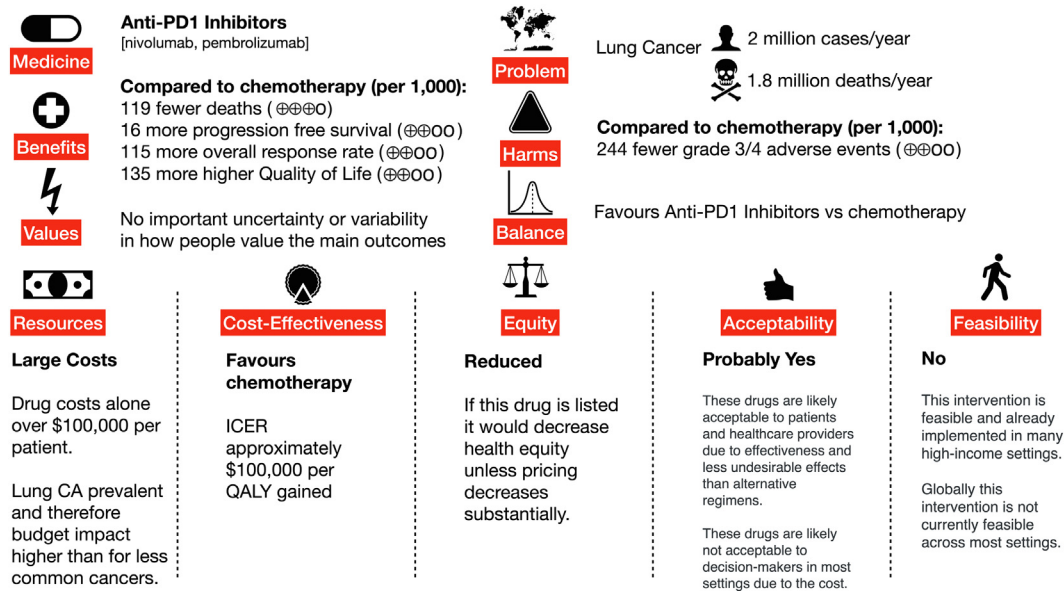 Anti-PD1 Inhibitors
[nivolumab, pembrolizumab]
Medicine
Problem
Lung Cancer
2 million cases/year
1.8 million deaths/year
Benefits
Compared to chemotherapy (per 1,000):
119 fewer deaths (⊕⊕⊕O)
16 more progression free survival (⊕⊕OO)
115 more overall response rate (⊕⊕OO)
135 more higher Quality of Life (⊕⊕OO)
Harms
Compared to chemotherapy (per 1,000):
244 fewer grade 3/4 adverse events (⊕⊕OO)
Values
No important uncertainty or variability
in how people value the main outcomes
Balance
Favours Anti-PD1 Inhibitors vs chemotherapy
Resources
Large Costs
Drug costs alone
over $100,000 per
patient.
Lung CA prevalent
and therefore
budget impact
higher than for less
common cancers.
Cost-Effectiveness
Favours
chemotherapy
ICER
approximately
$100,000 per
QALY gained
Equity
Reduced
If this drug is listed
it would decrease
health equity
unless pricing
decreases
substantially.
Acceptability
Probably Yes
These drugs are likely
acceptable to patients
and healthcare providers
due to effectiveness and
less undesirable effects
than alternative
regimens.
These drugs are likely
not acceptable to
decision-makers in most
settings due to the cost.
Feasibility
No
This intervention is
feasible and already
implemented in many
high-income settings.
Globally this
intervention is not
currently feasible
across most settings.